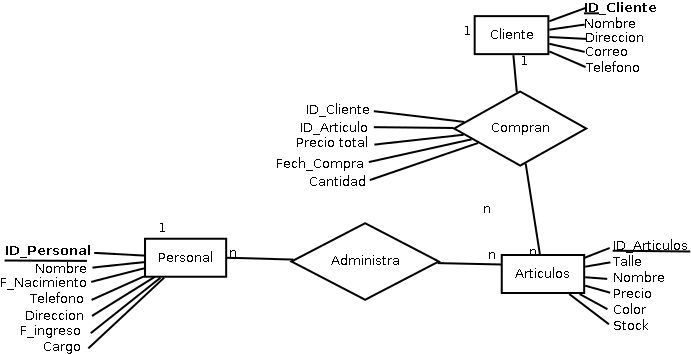 ID_Cliente
Nombre
Direccion
Correo
Telefono
1
Cliente
1
ID_Cliente
ID_Articulo
Precio total
Fech_Compra
Cantidad
Compran
n
1
ID_Personal
Nombre
F_Nacimiento
Telefono
Direccion
F_ingreso
Cargo
Personal
n
Administra
n
n
Articulos
ID_Articulos
Talle
Nombre
Precio
Color
Stock